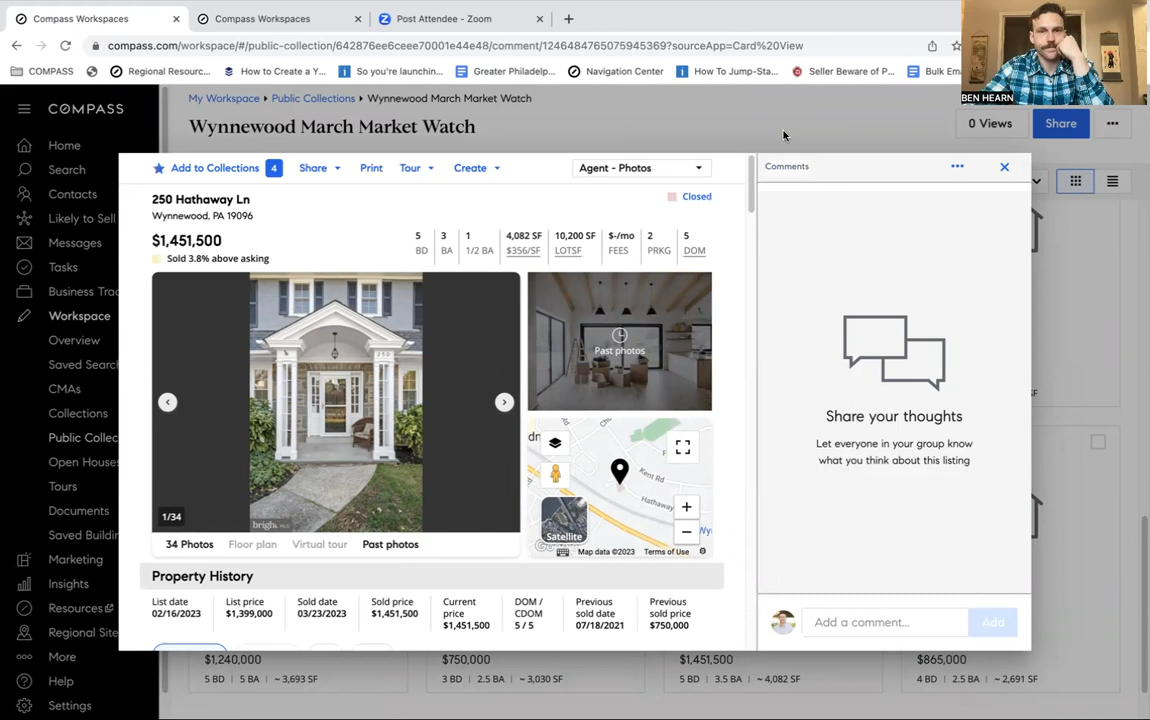 Compass Workspaces
Compass Workspaces
Post Attendee - Zoom
compass.com/workspace/#/public-collection/642876ee6ceee70001e44e48/comment/1246484765075945369?sourceApp=Card%20View
COMPASS
Regional Resourc...
How to Create a Y...
So you're launchin...
Greater Philadelp...
Navigation Center
How To Jump-Sta...
Seller Beware of P...
Bulk Ema
BEN HEARN
COMPASS
My Workspace > Public Collections > Wynnewood March Market Watch
Wynnewood March Market Watch
0 Views
Share
Home
Search
Contacts
Likely to Sell
Messages
Tasks
Business Trac
Workspace
Overview
Saved Search
CMAs
Collections
Public Collec
Open Houses
Tours
Documents
Saved Buildin
Marketing
Insights
Resources
Regional Site
More
Help
Settings
Add to Collections 4
Share
Print
Tour
Create
Agent - Photos
250 Hathaway Ln
Wynnewood, PA 19096
Closed
$1,451,500
Sold 3.8% above asking
5 3 1 4,082 SF 10,200 SF $-/mo 2 5
BD BA 1/2 BA $356/SF LOTSF FEES PRKG DOM
250
Past photos
1/34
bright MLS
Kent Rd
Hathaway
Satellite
Map data ©2023 Terms of Use
34 Photos Floor plan Virtual tour Past photos
Property History
List date
02/16/2023
List price
$1,399,000
Sold date
03/23/2023
Sold price
$1,451,500
Current
price
$1,451,500
DOM /
CDOM
5 / 5
Previous
sold date
07/18/2021
Previous
sold price
$750,000
Comments
Share your thoughts
Let everyone in your group know
what you think about this listing
Add a comment...
Add
$1,240,000
5 BD | 5 BA | ~ 3,693 SF
$750,000
3 BD | 2.5 BA | ~ 3,030 SF
$1,451,500
5 BD | 3.5 BA | ~ 4,082 SF
$865,000
4 BD | 2.5 BA | ~ 2,691 SF